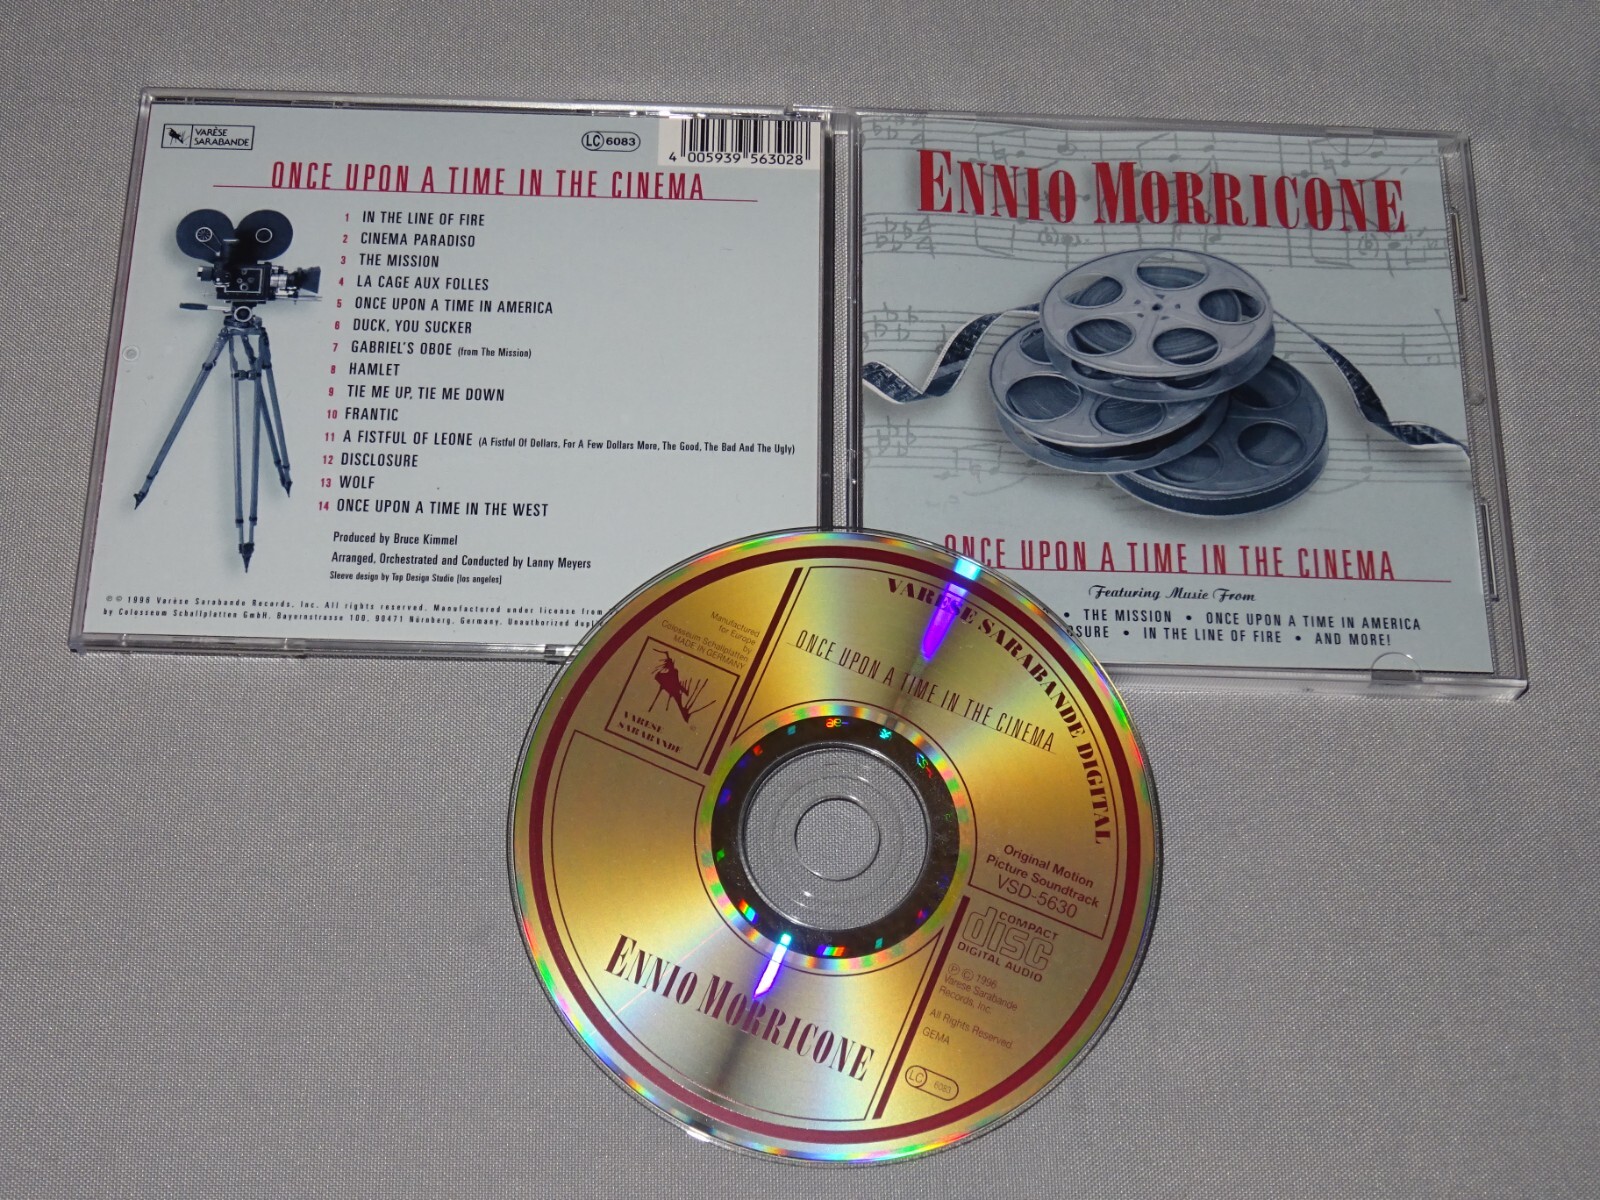 VARÈSE
SARABANDE
LC 6083
4 005939 563028
ONCE UPON A TIME IN THE CINEMA
1 IN THE LINE OF FIRE
2 CINEMA PARADISO
3 THE MISSION
4 LA CAGE AUX FOLLES
5 ONCE UPON A TIME IN AMERICA
6 DUCK, YOU SUCKER
7 GABRIEL'S OBOE (from The Mission)
8 HAMLET
9 TIE ME UP, TIE ME DOWN
10 FRANTIC
11 A FISTFUL OF LEONE (A Fistful Of Dollars, For A Few Dollars More, The Good, The Bad And The Ugly)
12 DISCLOSURE
13 WOLF
14 ONCE UPON A TIME IN THE WEST
Produced by Bruce Kimmel
Arranged, Orchestrated and Conducted by Lanny Meyers
Sleeve design by Top Design Studio [los angeles]
℗ © 1996 Varèse Sarabande Records, Inc. All rights reserved. Manufactured under license from
by Colosseum Schallplatten GmbH, Bayernstrasse 100, 90471 Nürnberg, Germany. Unauthorized
ENNIO MORRICONE
ONCE UPON A TIME IN THE CINEMA
Featuring Music From
• THE MISSION • ONCE UPON A TIME IN AMERICA
OSURE • IN THE LINE OF FIRE • AND MORE!
VARESE SARABANDE DIGITAL
Manufactured
for Europe
by
Colosseum Schallplatten
MADE IN GERMANY
VARESE
SARABANDE
ONCE UPON A TIME IN THE CINEMA
Original Motion
Picture Soundtrack
VSD-5630
COMPACT
disc
DIGITAL AUDIO
℗ © 1996
Varese Sarabande
Records, Inc.
All Rights Reserved.
GEMA
LC 6083
ENNIO MORRICONE